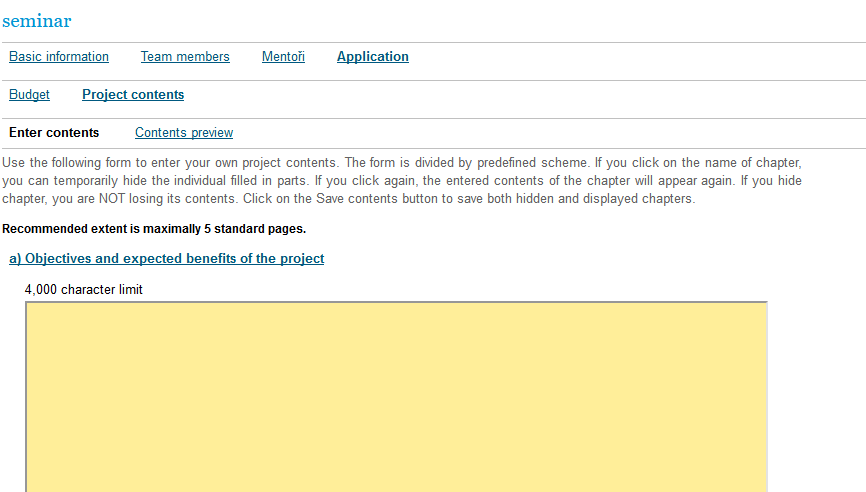 seminar
Basic information Team members Mentoři Application
Budget Project contents
Enter contents Contents preview
Use the following form to enter your own project contents. The form is divided by predefined scheme. If you click on the name of chapter,
you can temporarily hide the individual filled in parts. If you click again, the entered contents of the chapter will appear again. If you hide
chapter, you are NOT losing its contents. Click on the Save contents button to save both hidden and displayed chapters.
Recommended extent is maximally 5 standard pages.
a) Objectives and expected benefits of the project
4,000 character limit